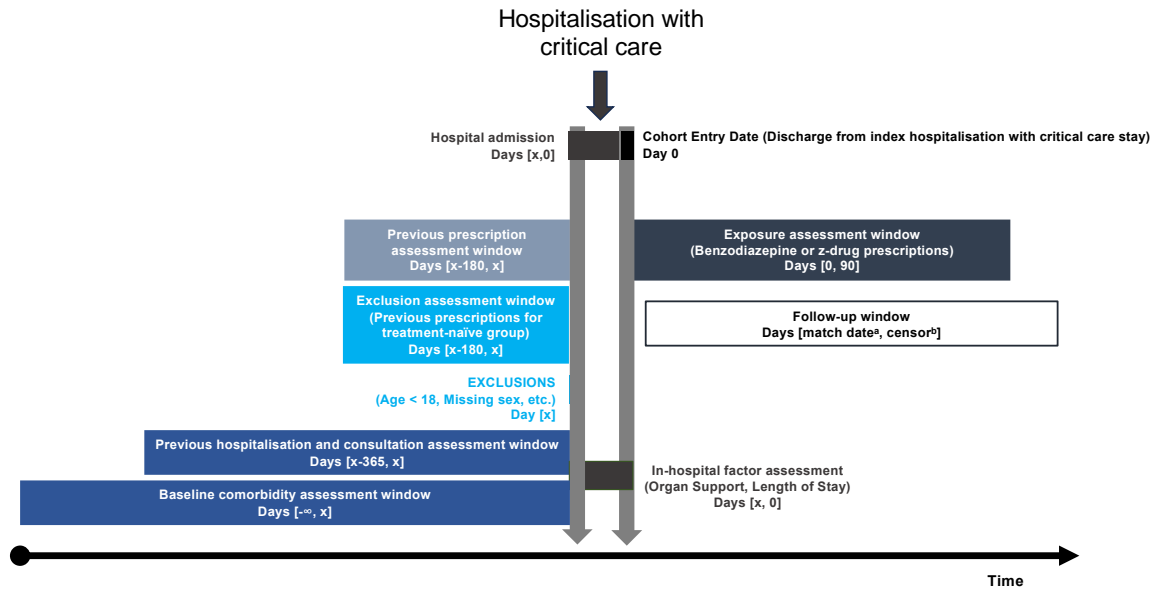 Hospitalisation with
critical care
Hospital admission
Days [x,0]
Cohort Entry Date (Discharge from index hospitalisation with critical care stay)
Day 0
Previous prescription
assessment window
Days [x-180, x]
Exposure assessment window
(Benzodiazepine or z-drug prescriptions)
Days [0, 90]
Exclusion assessment window
(Previous prescriptions for
treatment-naïve group)
Days [x-180, x]
Follow-up window
Days [match dateᵃ, censorᵇ]
EXCLUSIONS
(Age < 18, Missing sex, etc.)
Day [x]
Previous hospitalisation and consultation assessment window
Days [x-365, x]
In-hospital factor assessment
(Organ Support, Length of Stay)
Days [x, 0]
Baseline comorbidity assessment window
Days [-∞, x]
Time